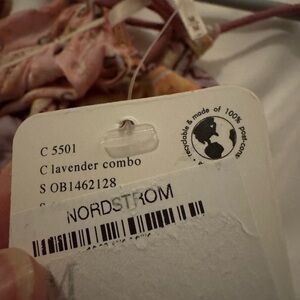 C 5501
C lavender combo
S OB1462128
NORDSTROM
recyclable & made of 100% post-cons